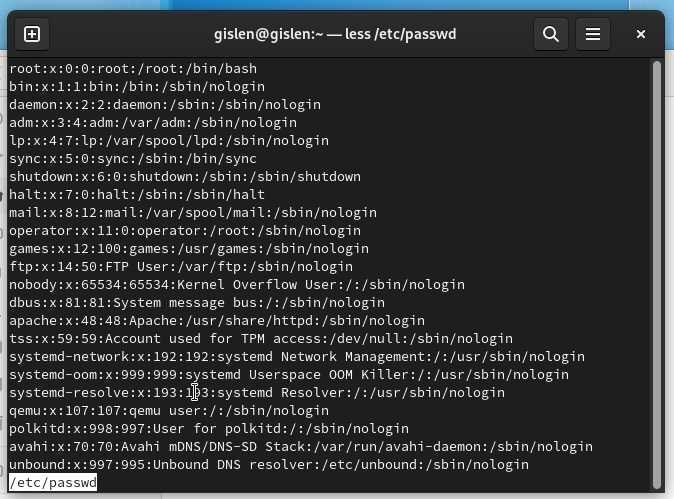 gislen@gislen:~ — less /etc/passwd
root:x:0:0:root:/root:/bin/bash
bin:x:1:1:bin:/bin:/sbin/nologin
daemon:x:2:2:daemon:/sbin:/sbin/nologin
adm:x:3:4:adm:/var/adm:/sbin/nologin
lp:x:4:7:lp:/var/spool/lpd:/sbin/nologin
sync:x:5:0:sync:/sbin:/bin/sync
shutdown:x:6:0:shutdown:/sbin:/sbin/shutdown
halt:x:7:0:halt:/sbin:/sbin/halt
mail:x:8:12:mail:/var/spool/mail:/sbin/nologin
operator:x:11:0:operator:/root:/sbin/nologin
games:x:12:100:games:/usr/games:/sbin/nologin
ftp:x:14:50:FTP User:/var/ftp:/sbin/nologin
nobody:x:65534:65534:Kernel Overflow User:/:/sbin/nologin
dbus:x:81:81:System message bus:/:/sbin/nologin
apache:x:48:48:Apache:/usr/share/httpd:/sbin/nologin
tss:x:59:59:Account used for TPM access:/dev/null:/sbin/nologin
systemd-network:x:192:192:systemd Network Management:/:/usr/sbin/nologin
systemd-oom:x:999:999:systemd Userspace OOM Killer:/:/usr/sbin/nologin
systemd-resolve:x:193:193:systemd Resolver:/:/usr/sbin/nologin
qemu:x:107:107:qemu user:/:/sbin/nologin
polkitd:x:998:997:User for polkitd:/:/sbin/nologin
avahi:x:70:70:Avahi mDNS/DNS-SD Stack:/var/run/avahi-daemon:/sbin/nologin
unbound:x:997:995:Unbound DNS resolver:/etc/unbound:/sbin/nologin
/etc/passwd